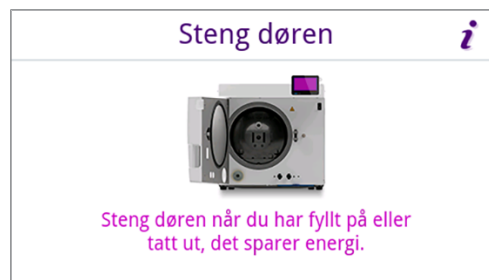 Steng døren
i
Steng døren når du har fyllt på eller
tatt ut, det sparer energi.